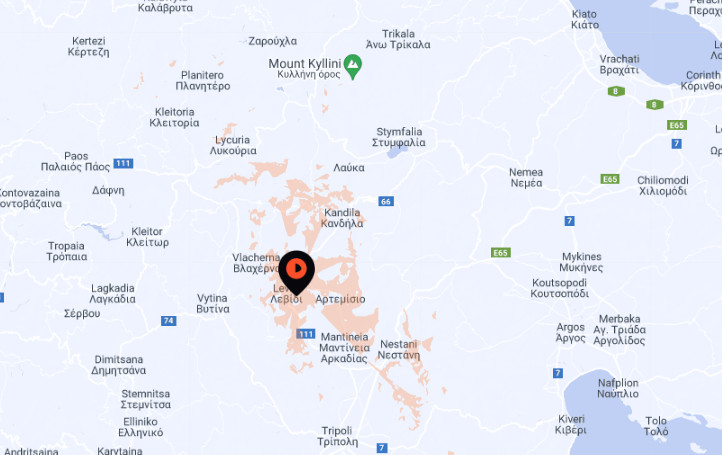 Καλάβρυτα
Kiato
Κιάτο
Trikala
Άνω Τρίκαλα
Kertezi
Κέρτεζη
Ζαρούχλα
Mount Kyllini
Κυλλήνη όρος
Vrachati
Βραχάτι
Planitero
Πλανητέρο
Corinth
Κόρινθος
8
8
Kleitoria
Κλειτορία
E65
Stymfalia
Στυμφαλία
7
Lycuria
Λυκούρια
Paos
Παλαιός Πάος
111
Λαύκα
Nemea
Νεμέα
E65
Chiliomodi
Χιλιομόδι
Kontovazaina
Δάφνη
66
Kandila
Κανδήλα
7
Kleitor
Κλείτωρ
Tropaia
Τρόπαια
E65
Vlacherna
Βλαχέρνα
Mykines
Μυκήνες
Lagkadia
Λαγκάδια
Vytina
Βυτίνα
Λεβίδι
Αρτεμίσιο
Koutsopodi
Κουτσοπόδι
Σέρβου
74
111
Mantineia
Μαντίνεια
Αρκαδίας
Nestani
Νεστάνη
Argos
Άργος
Merbaka
Αγ. Τριάδα
Αργολίδος
Dimitsana
Δημητσάνα
7
Nafplion
Ναύπλιο
Stemnitsa
Στεμνίτσα
Elliniko
Ελληνικό
Tripoli
Τρίπολη
7
Kiveri
Κιβέρι
Tolo
Τολό
Andritsaina
Karytaina